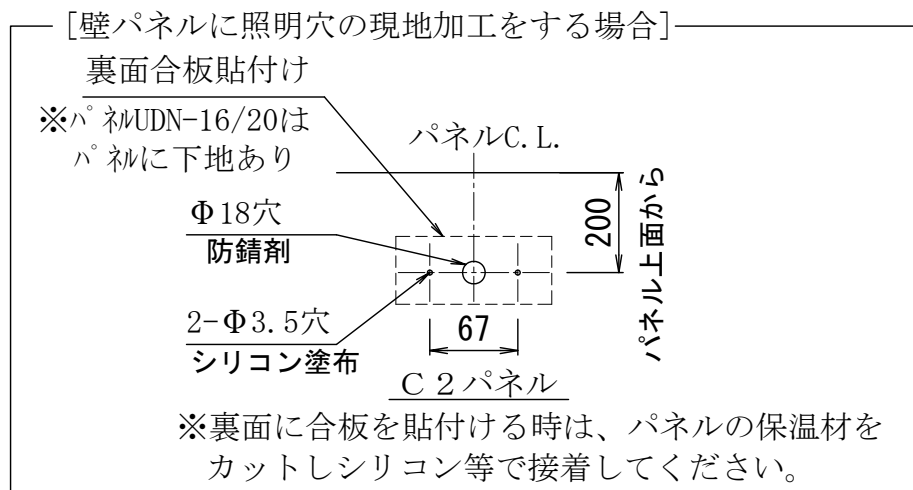 [壁パネルに照明穴の現地加工をする場合]
裏面合板貼付け
※ﾊﾟﾈﾙUDN-16/20は
ﾊﾟﾈﾙに下地あり
パネルC.L.
Φ18穴
防錆剤
200
パネル上面から
2-Φ3.5穴
シリコン塗布
67
C2パネル
※裏面に合板を貼付ける時は、パネルの保温材を
カットしシリコン等で接着してください。